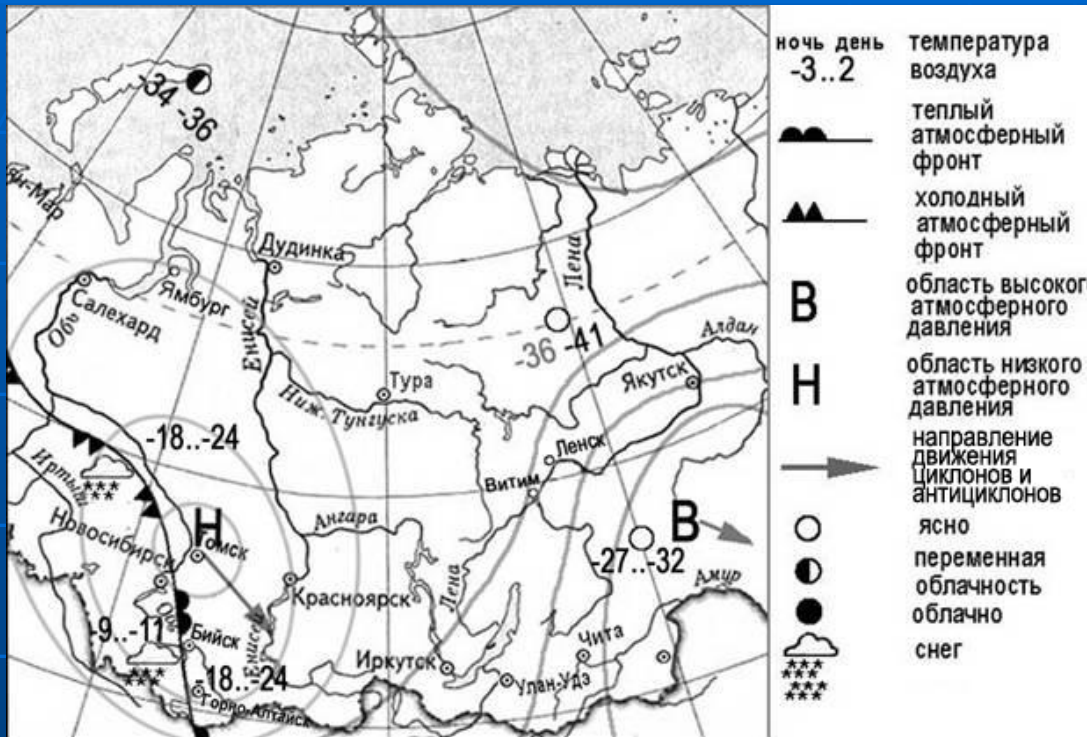 -34 -36
Дудинка
Ямбург
Салехард
Обь
Енисей
Лена
-36 -41
Алдан
Тура
Якутск
Ниж. Тунгуска
-18..-24
Ленск
Иртыш
Витим
В
Н
Новосибирск
Томск
Ангара
-27..-32
Амур
Красноярск
Лена
Обь
-9..-11
Бийск
Енисей
Чита
Иркутск
Улан-Удэ
-18..-24
Горно-Алтайск
ночь день
-3..2
температура
воздуха
теплый
атмосферный
фронт
холодный
атмосферный
фронт
В
область высокого
атмосферного
давления
Н
область низкого
атмосферного
давления
направление
движения
циклонов и
антициклонов
ясно
переменная
облачность
облачно
снег